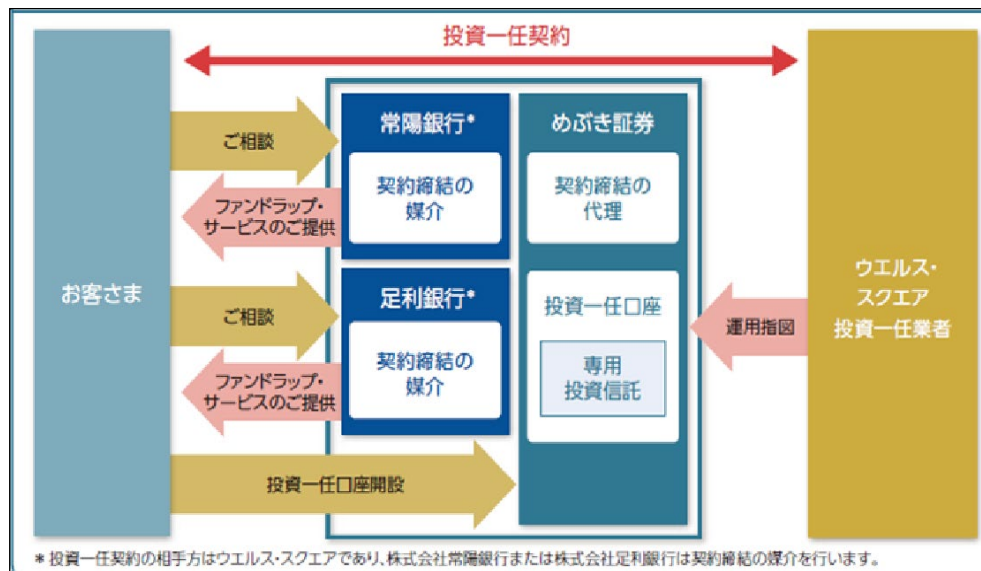 投資一任契約
お客さま
ご相談
ファンドラップ・
サービスのご提供
ご相談
ファンドラップ・
サービスのご提供
投資一任口座開設
常陽銀行*
契約締結の
媒介
足利銀行*
契約締結の
媒介
めぶき証券
契約締結の
代理
投資一任口座
専用
投資信託
運用指図
ウエルス・
スクエア
投資一任業者
* 投資一任契約の相手方はウエルス・スクエアであり、株式会社常陽銀行または株式会社足利銀行は契約締結の媒介を行います。